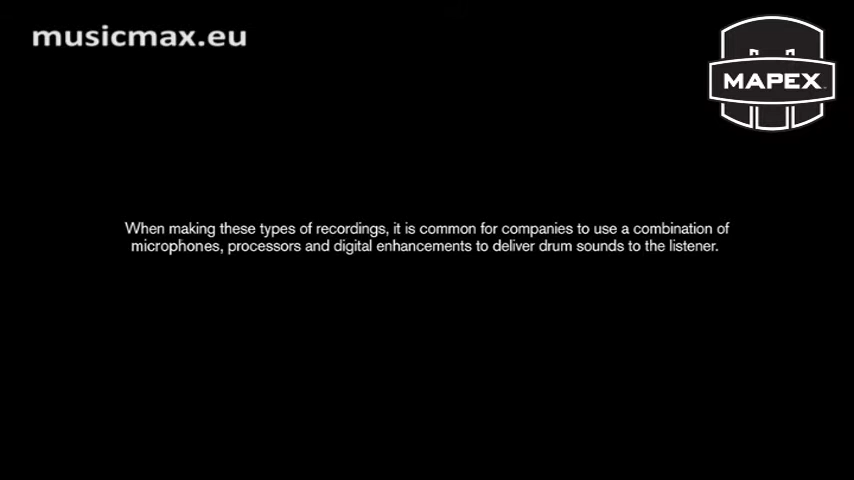 musicmax.eu
MAPEX
When making these types of recordings, it is common for companies to use a combination of
microphones, processors and digital enhancements to deliver drum sounds to the listener.